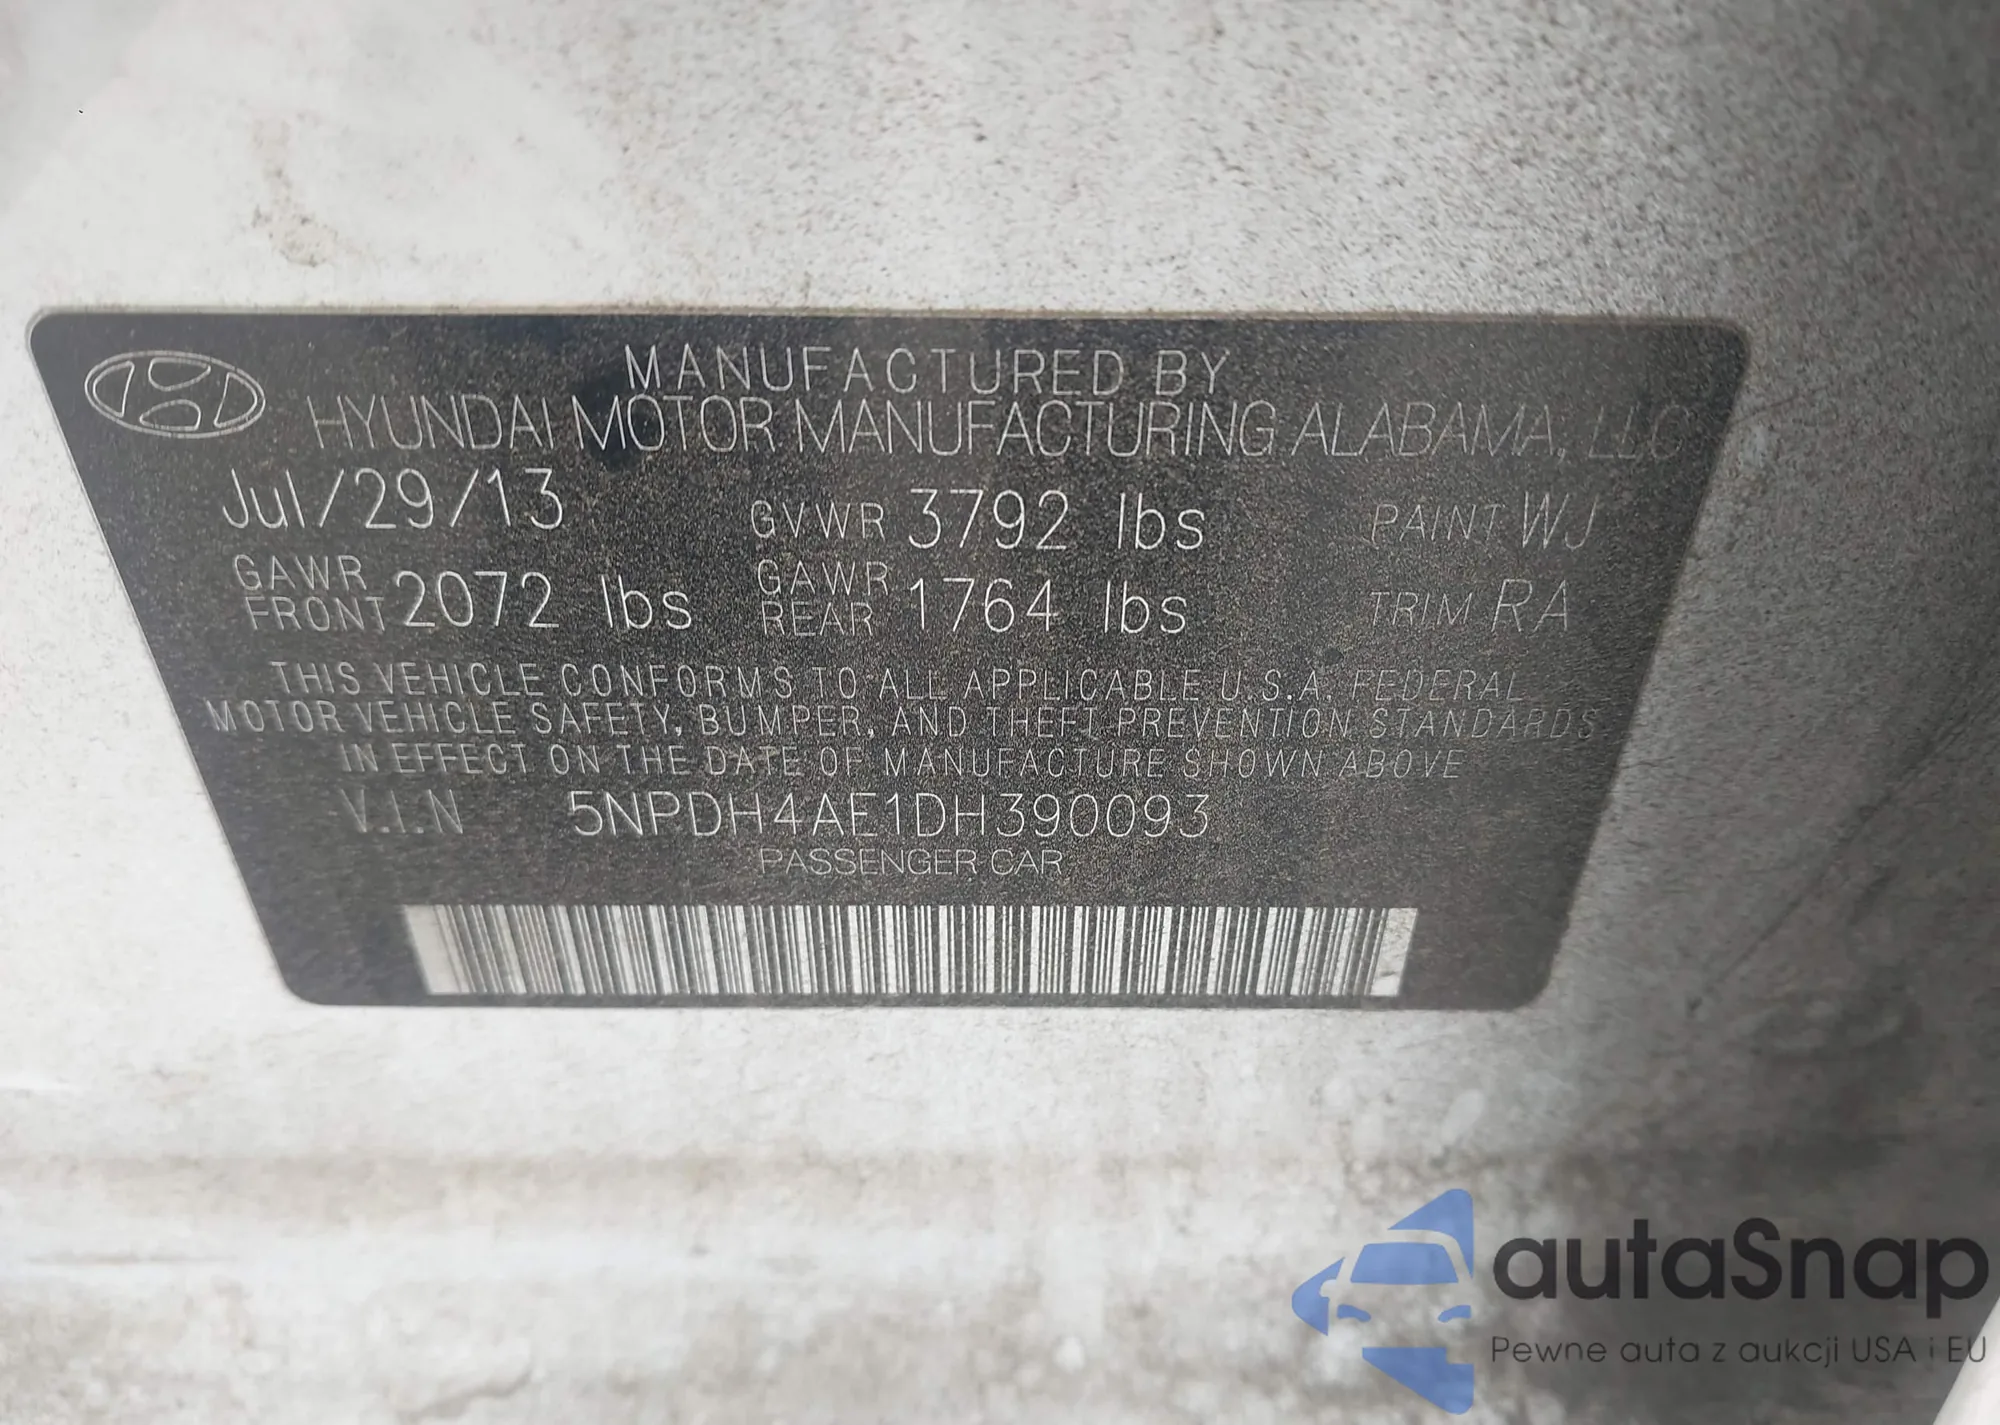 MANUFACTURED BY
HYUNDAI MOTOR MANUFACTURING ALABAMA, LLC
Jul/29/13 GVWR 3792 lbs PAINT WJ
GAWR FRONT 2072 lbs GAWR REAR 1764 lbs TRIM RA
THIS VEHICLE CONFORMS TO ALL APPLICABLE U.S.A. FEDERAL
MOTOR VEHICLE SAFETY, BUMPER, AND THEFT PREVENTION STANDARDS
IN EFFECT ON THE DATE OF MANUFACTURE SHOWN ABOVE
V.I.N 5NPDH4AE1DH390093
PASSENGER CAR
autaSnap
Pewne auta z aukcji USA i EU